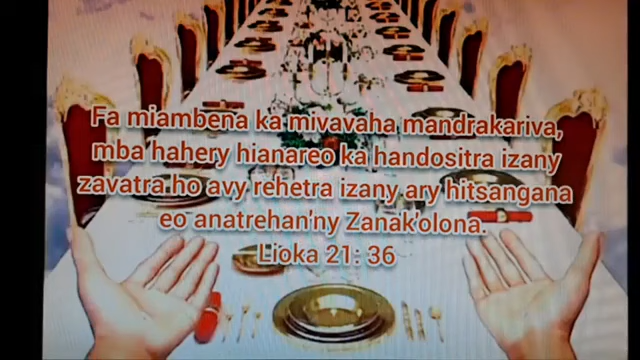 Fa miambena ka mivavaha mandrakariva,
mba hahery hianareo ka handositra izany
zavatra ho avy rehetra izany ary hitsangana
eo anatrehan'ny Zanak'olona.
Lioka 21: 36